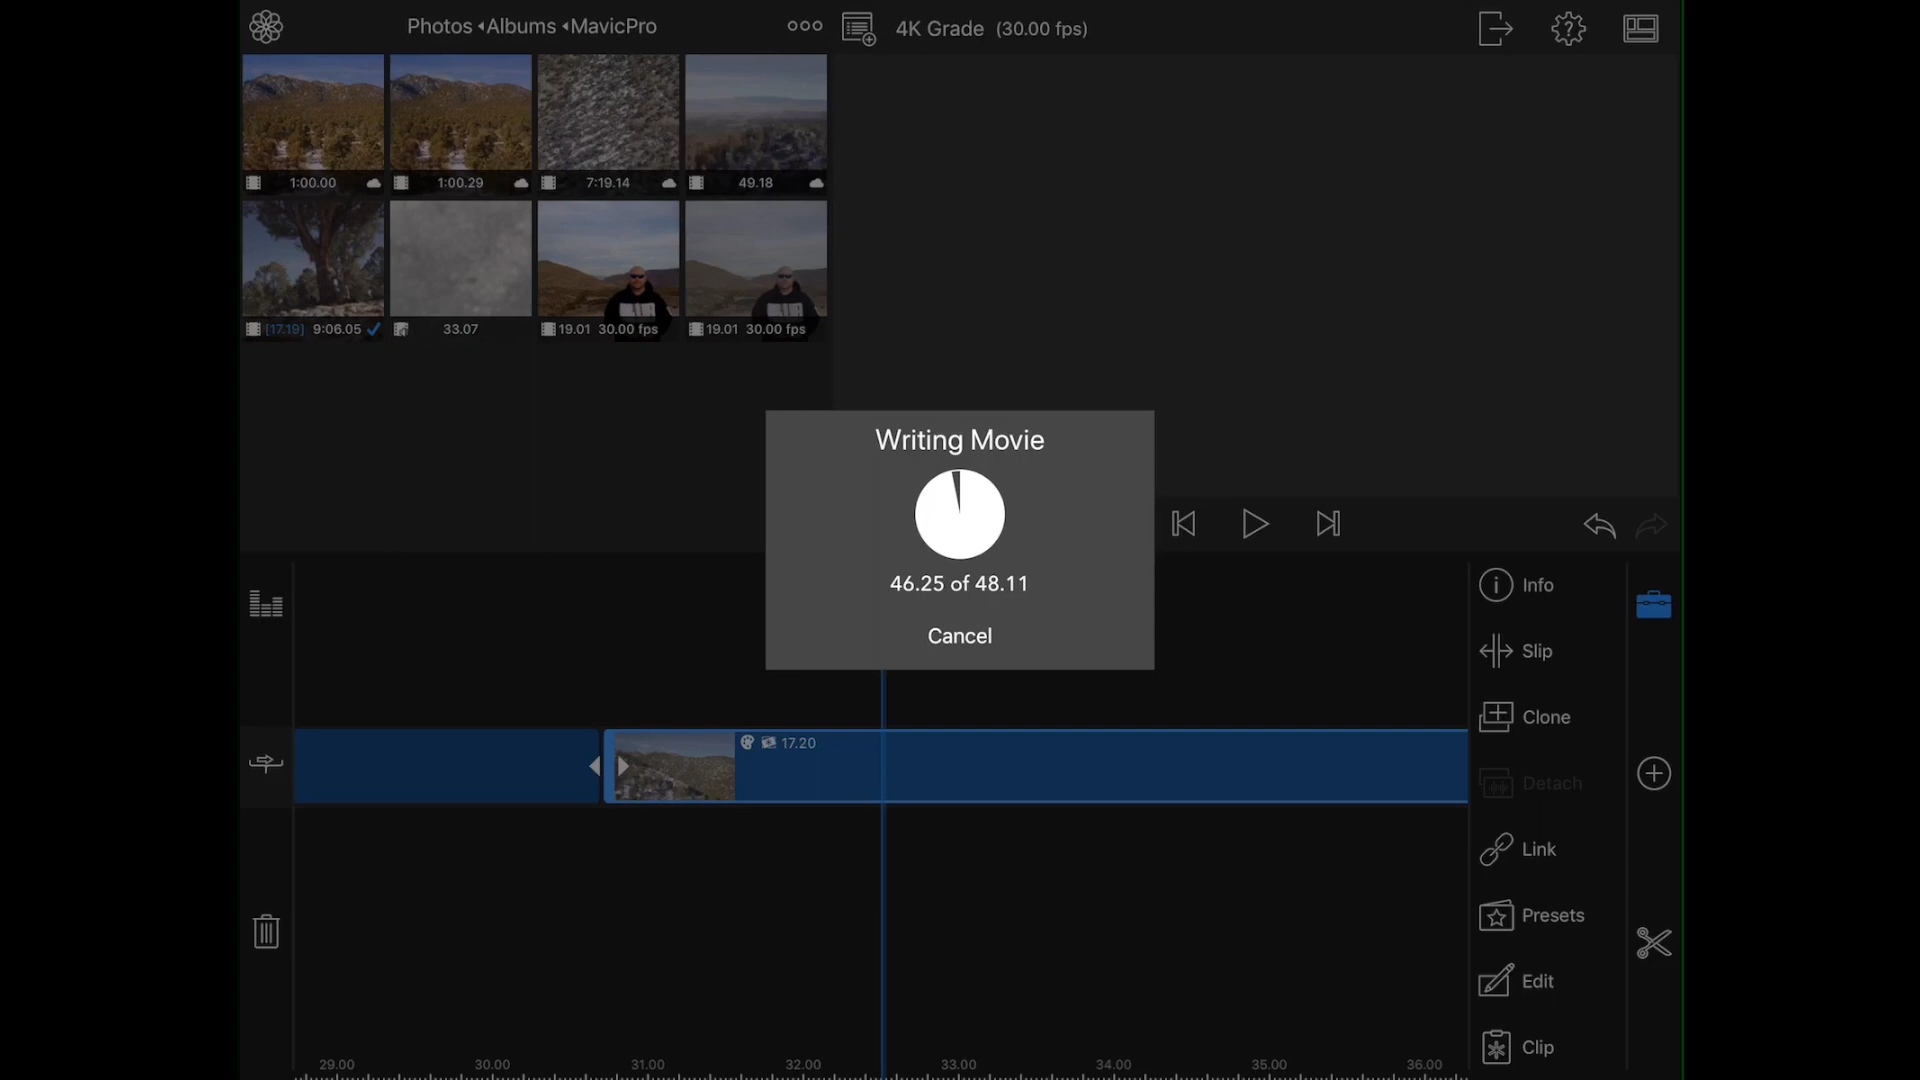 Photos ◂Albums ◂MavicPro
4K Grade (30.00 fps)
1:00.00
1:00.29
7:19.14
49.18
[17.19] 9:06.05
33.07
19.01 30.00 fps
19.01 30.00 fps
Writing Movie
46.25 of 48.11
Cancel
Info
Slip
Clone
Detach
Link
Presets
Edit
Clip
17.20
29.00
30.00
31.00
32.00
33.00
34.00
35.00
36.00